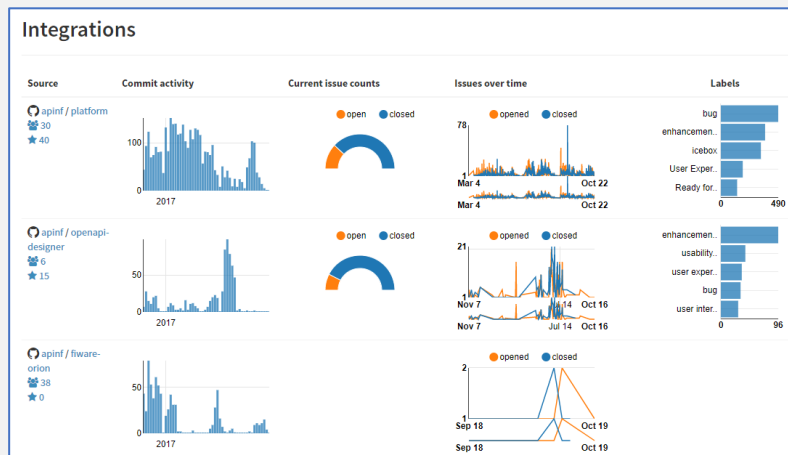 Integrations
Source Commit activity Current issue counts Issues over time Labels
apinf / platform
30
40
100
0
2017
open closed
opened closed
78
1
Mar 4 Oct 22
Mar 4 Oct 22
bug
enhancemen...
icebox
User Exper...
Ready for...
0 490
apinf / openapi-
designer
6
15
50
0
2017
open closed
opened closed
21
1
Nov 7 Jul 14 Oct 16
Nov 7 Jul 14 Oct 16
enhancemen...
usability...
user exper...
bug
user inter...
0 96
apinf / fiware-
orion
38
0
50
0
2017
opened closed
2
1
Sep 18 Oct 19
Sep 18 Oct 19